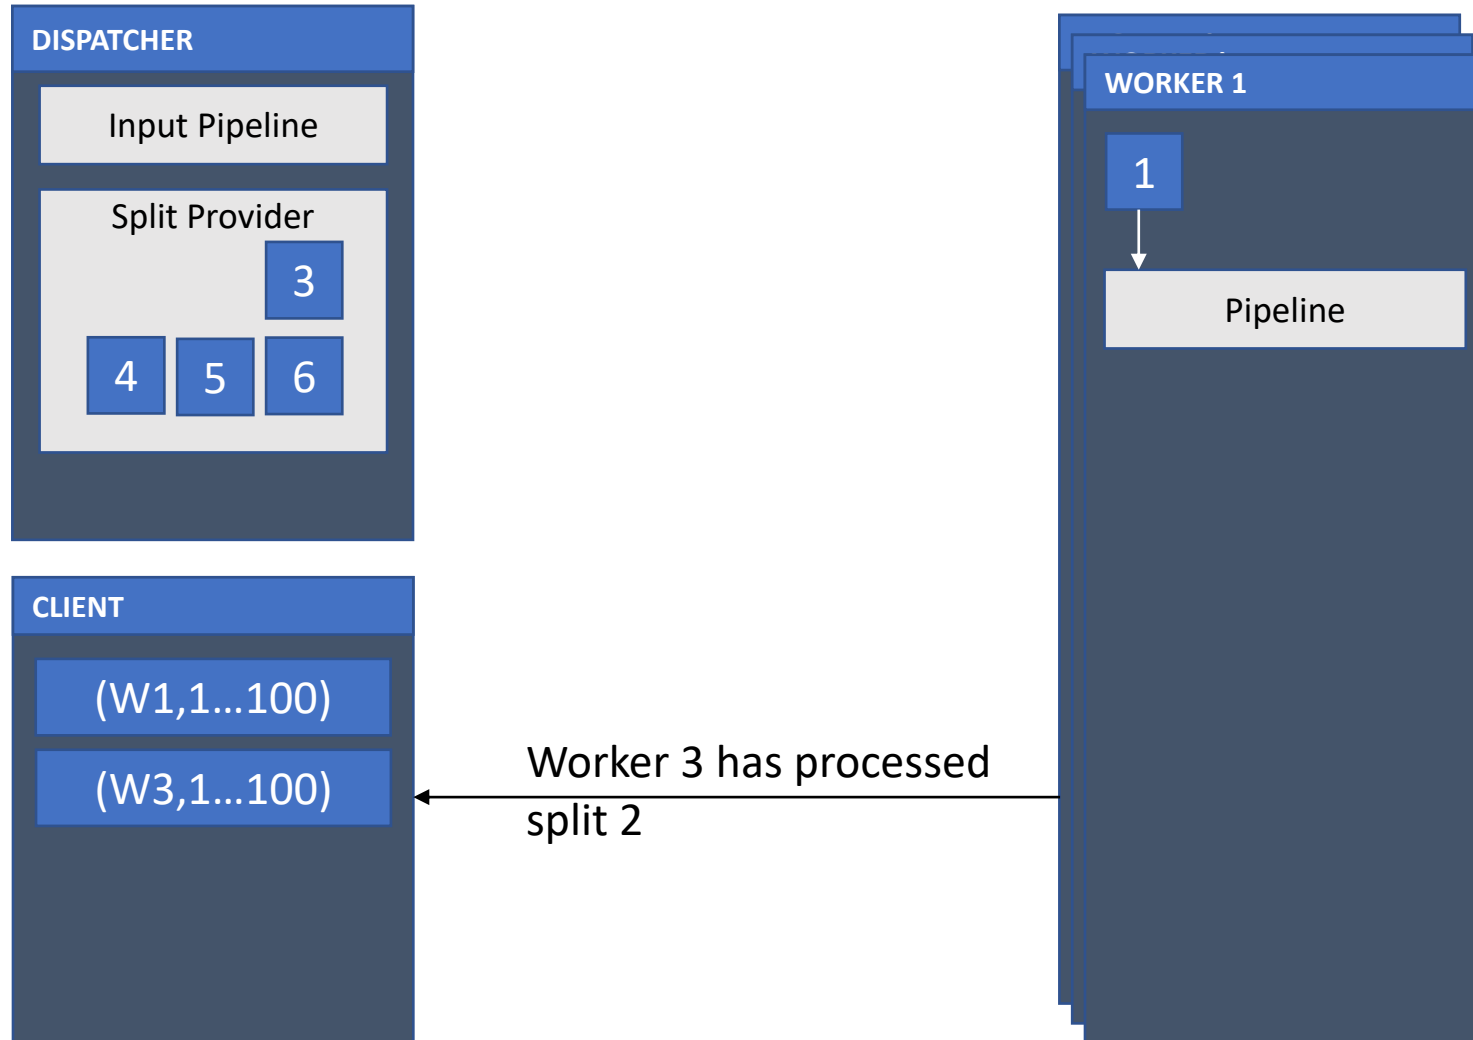 DISPATCHER
Input Pipeline
Split Provider
3
4 5 6
CLIENT
(W1,1...100)
(W3,1...100)
Worker 3 has processed
split 2
WORKER 1
1
Pipeline